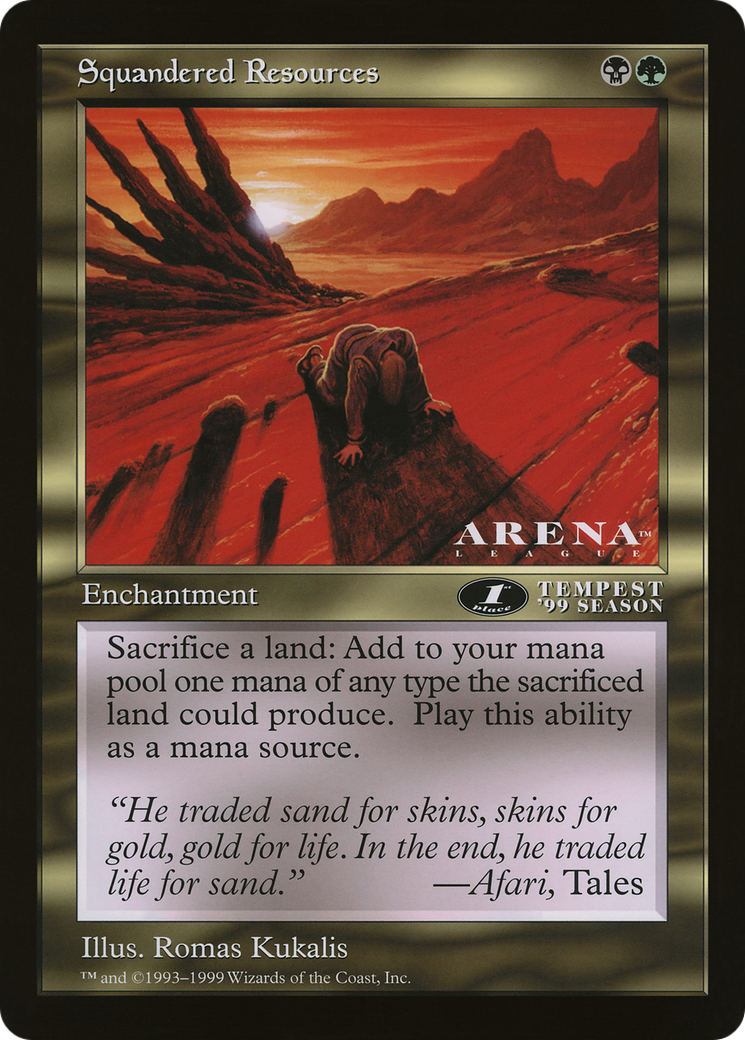 Squandered Resources
ARENA™
LEAGUE
Enchantment
1st place
TEMPEST
'99 SEASON
Sacrifice a land: Add to your mana
pool one mana of any type the sacrificed
land could produce.  Play this ability
as a mana source.
“He traded sand for skins, skins for
gold, gold for life. In the end, he traded
life for sand.” —Afari, Tales
Illus. Romas Kukalis
™ and ©1993–1999 Wizards of the Coast, Inc.